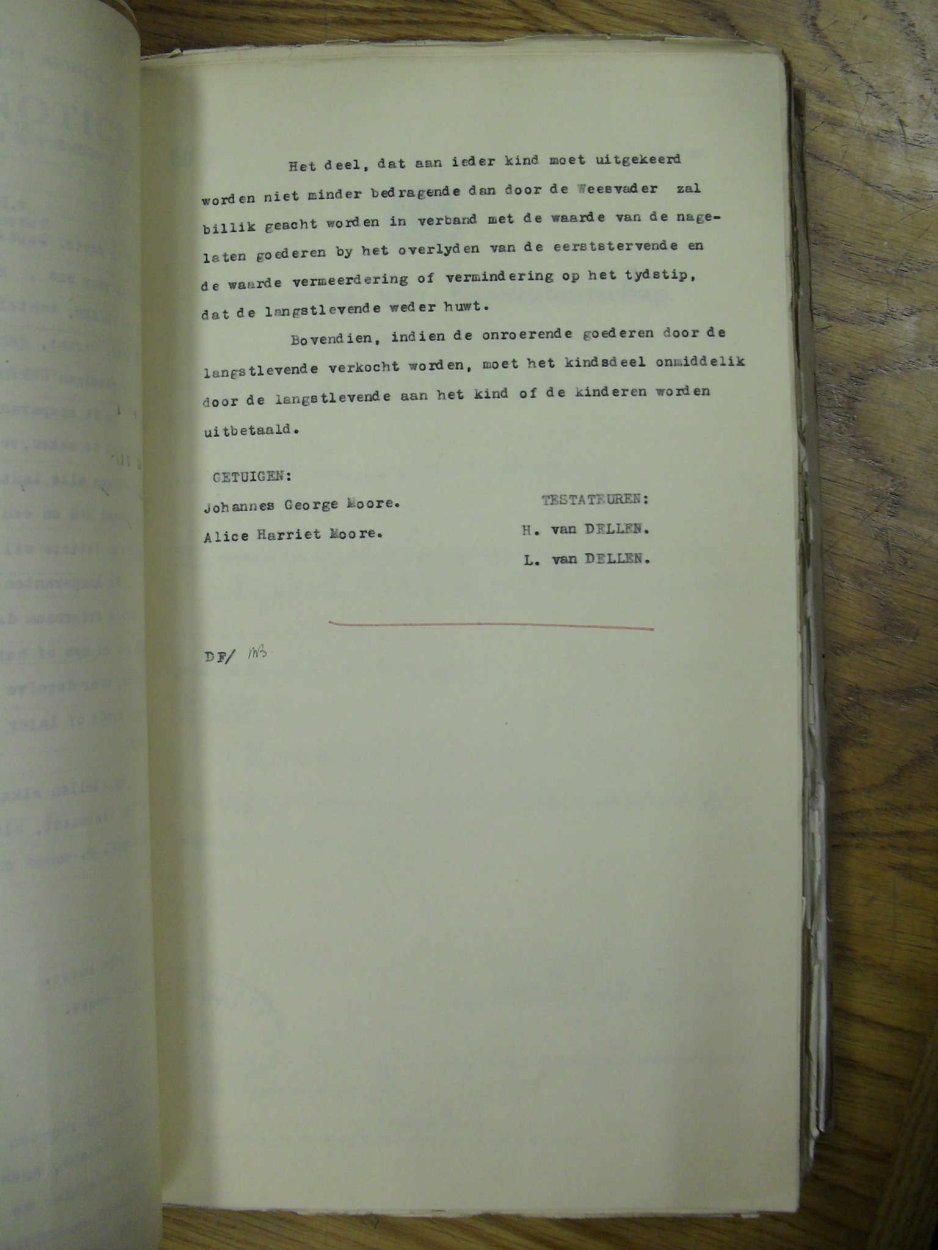 Het deel, dat aan ieder kind moet uitgekeerd
worden niet minder bedragende dan door de Weesvader zal
billik geacht worden in verband met de waarde van de nage-
laten goederen by het overlyden van de eerststervende en
de waarde vermeerdering of vermindering op het tydstip,
dat de langstlevende weder huwt.
Bovendien, indien de onroerende goederen door de
langstlevende verkocht worden, moet het kindsdeel onmiddelik
door de langstlevende aan het kind of de kinderen worden
uitbetaald.
GETUIGEN:
Johannes George Moore.
Alice Harriet Moore.
TESTATEUREN:
H. van DELLEN.
L. van DELLEN.
DF/